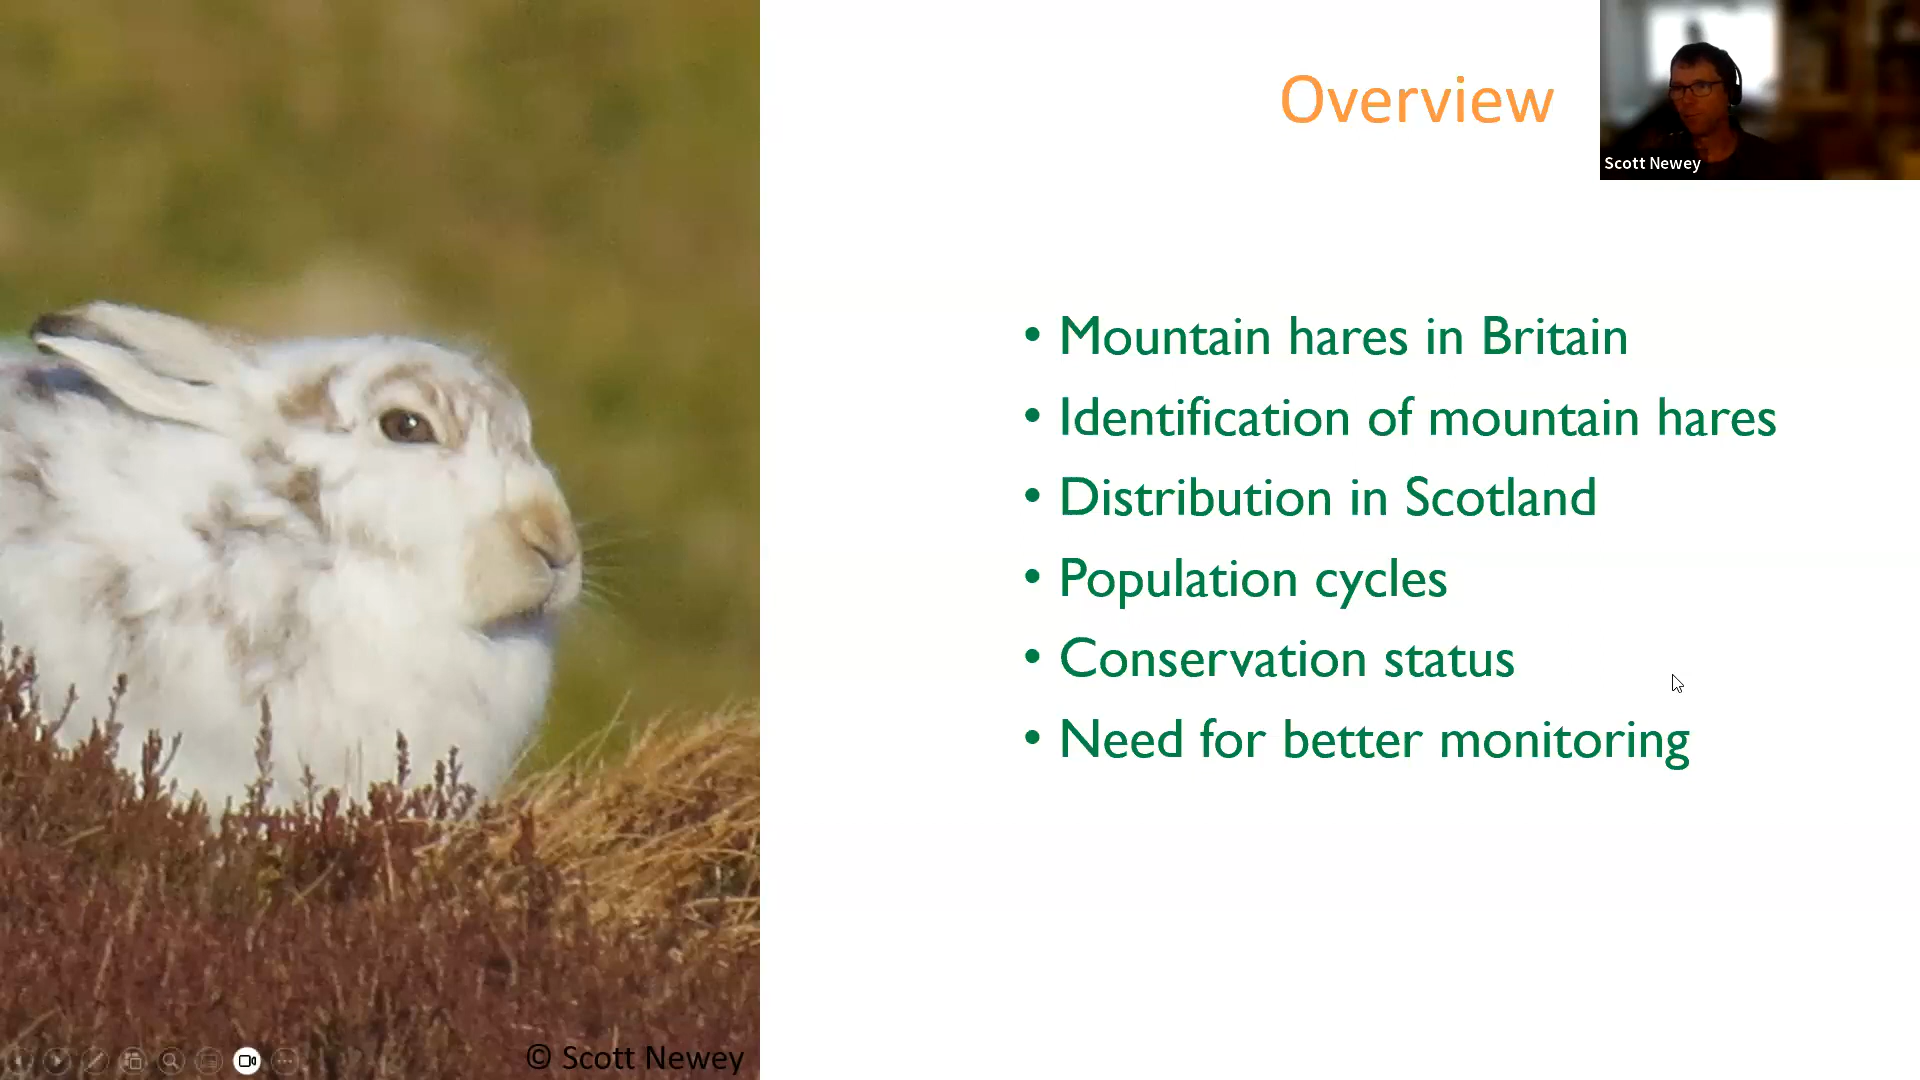 Overview
Scott Newey
• Mountain hares in Britain
• Identification of mountain hares
• Distribution in Scotland
• Population cycles
• Conservation status
• Need for better monitoring
© Scott Newey